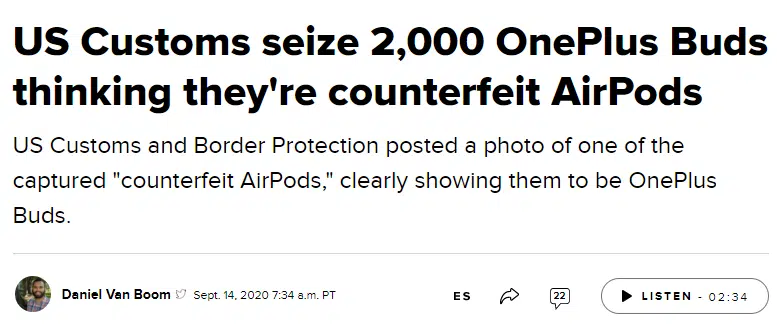 US Customs seize 2,000 OnePlus Buds
thinking they're counterfeit AirPods
US Customs and Border Protection posted a photo of one of the
captured "counterfeit AirPods," clearly showing them to be OnePlus
Buds.
Daniel Van Boom Sept. 14, 2020 7:34 a.m. PT ES 22 LISTEN - 02:34